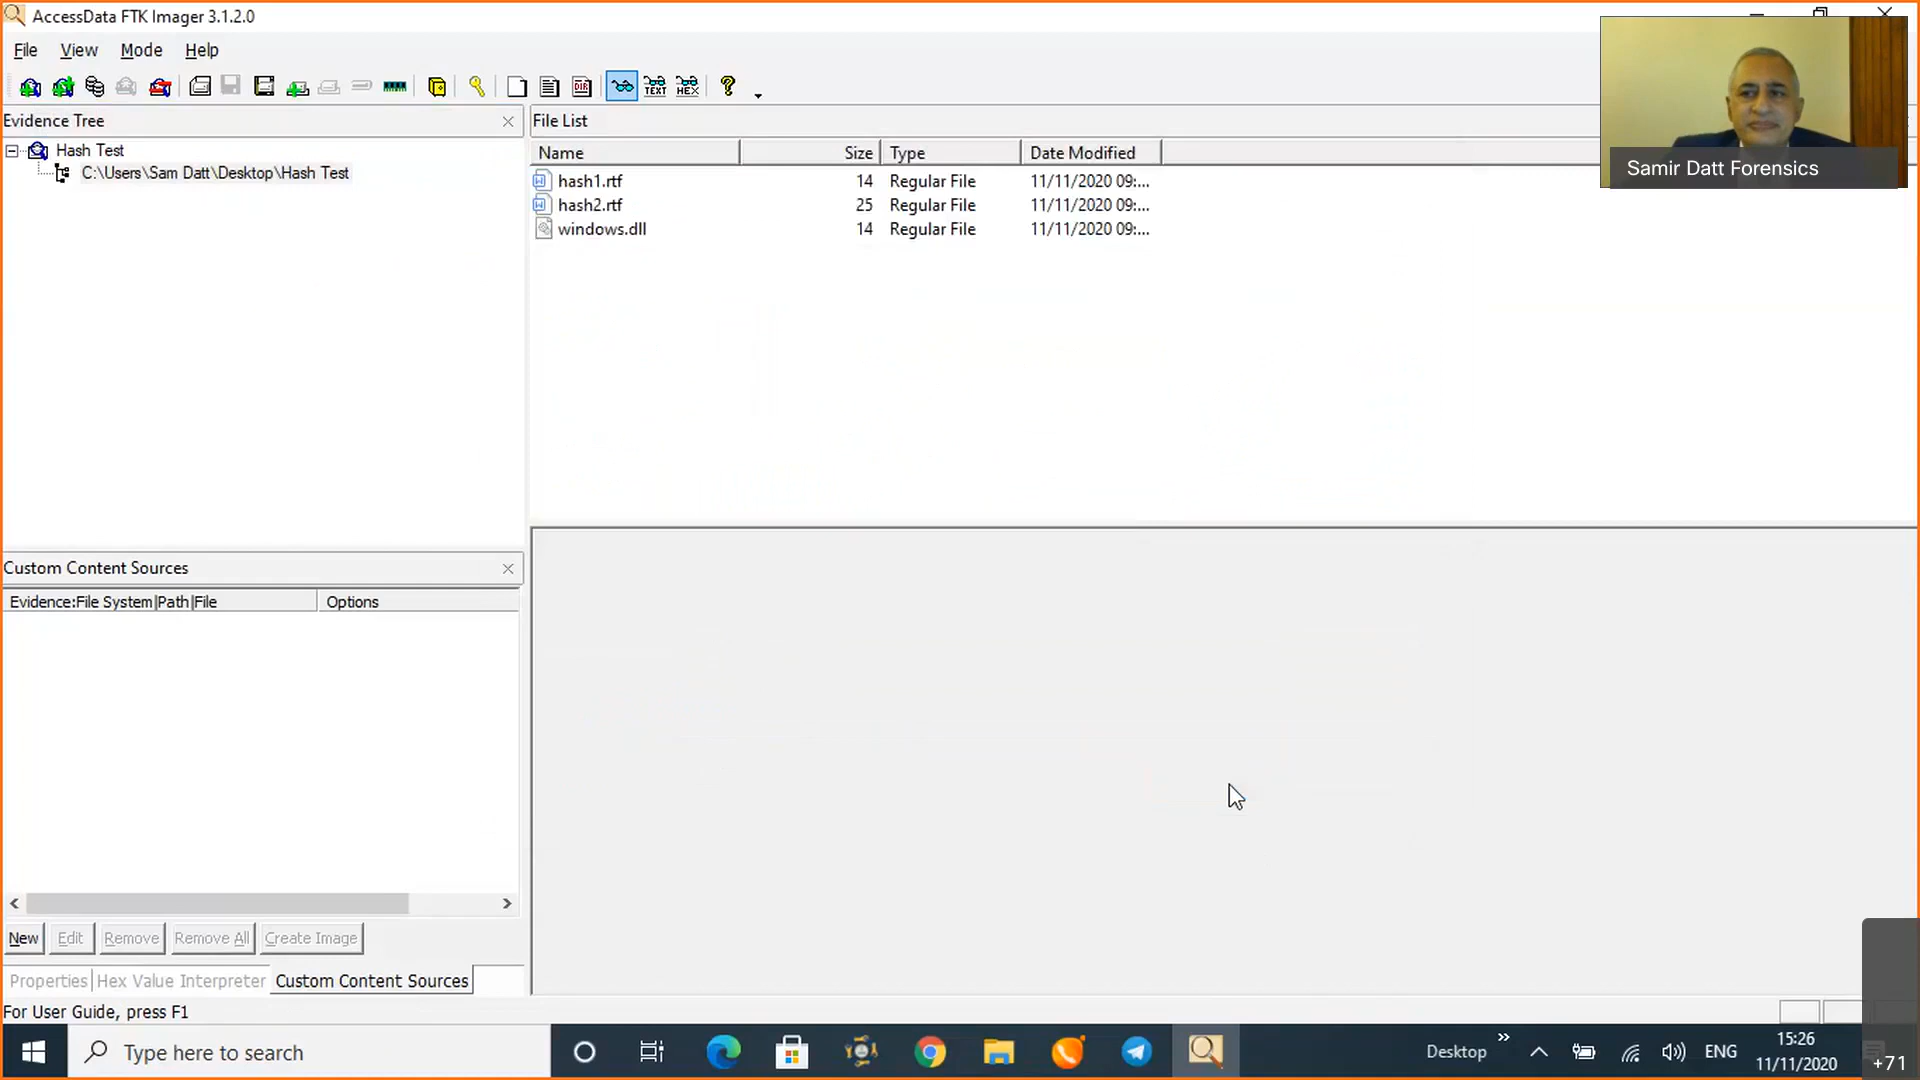 AccessData FTK Imager 3.1.2.0
File View Mode Help
TEXT HEX
DIR
Evidence Tree
Hash Test
C:\Users\Sam Datt\Desktop\Hash Test
File List
Name Size Type Date Modified
hash1.rtf 14 Regular File 11/11/2020 09:...
hash2.rtf 25 Regular File 11/11/2020 09:...
windows.dll 14 Regular File 11/11/2020 09:...
Samir Datt Forensics
Custom Content Sources
Evidence:File System|Path|File Options
New Edit Remove Remove All Create Image
Properties Hex Value Interpreter Custom Content Sources
For User Guide, press F1
Type here to search
Desktop
ENG
15:26
11/11/2020
+71